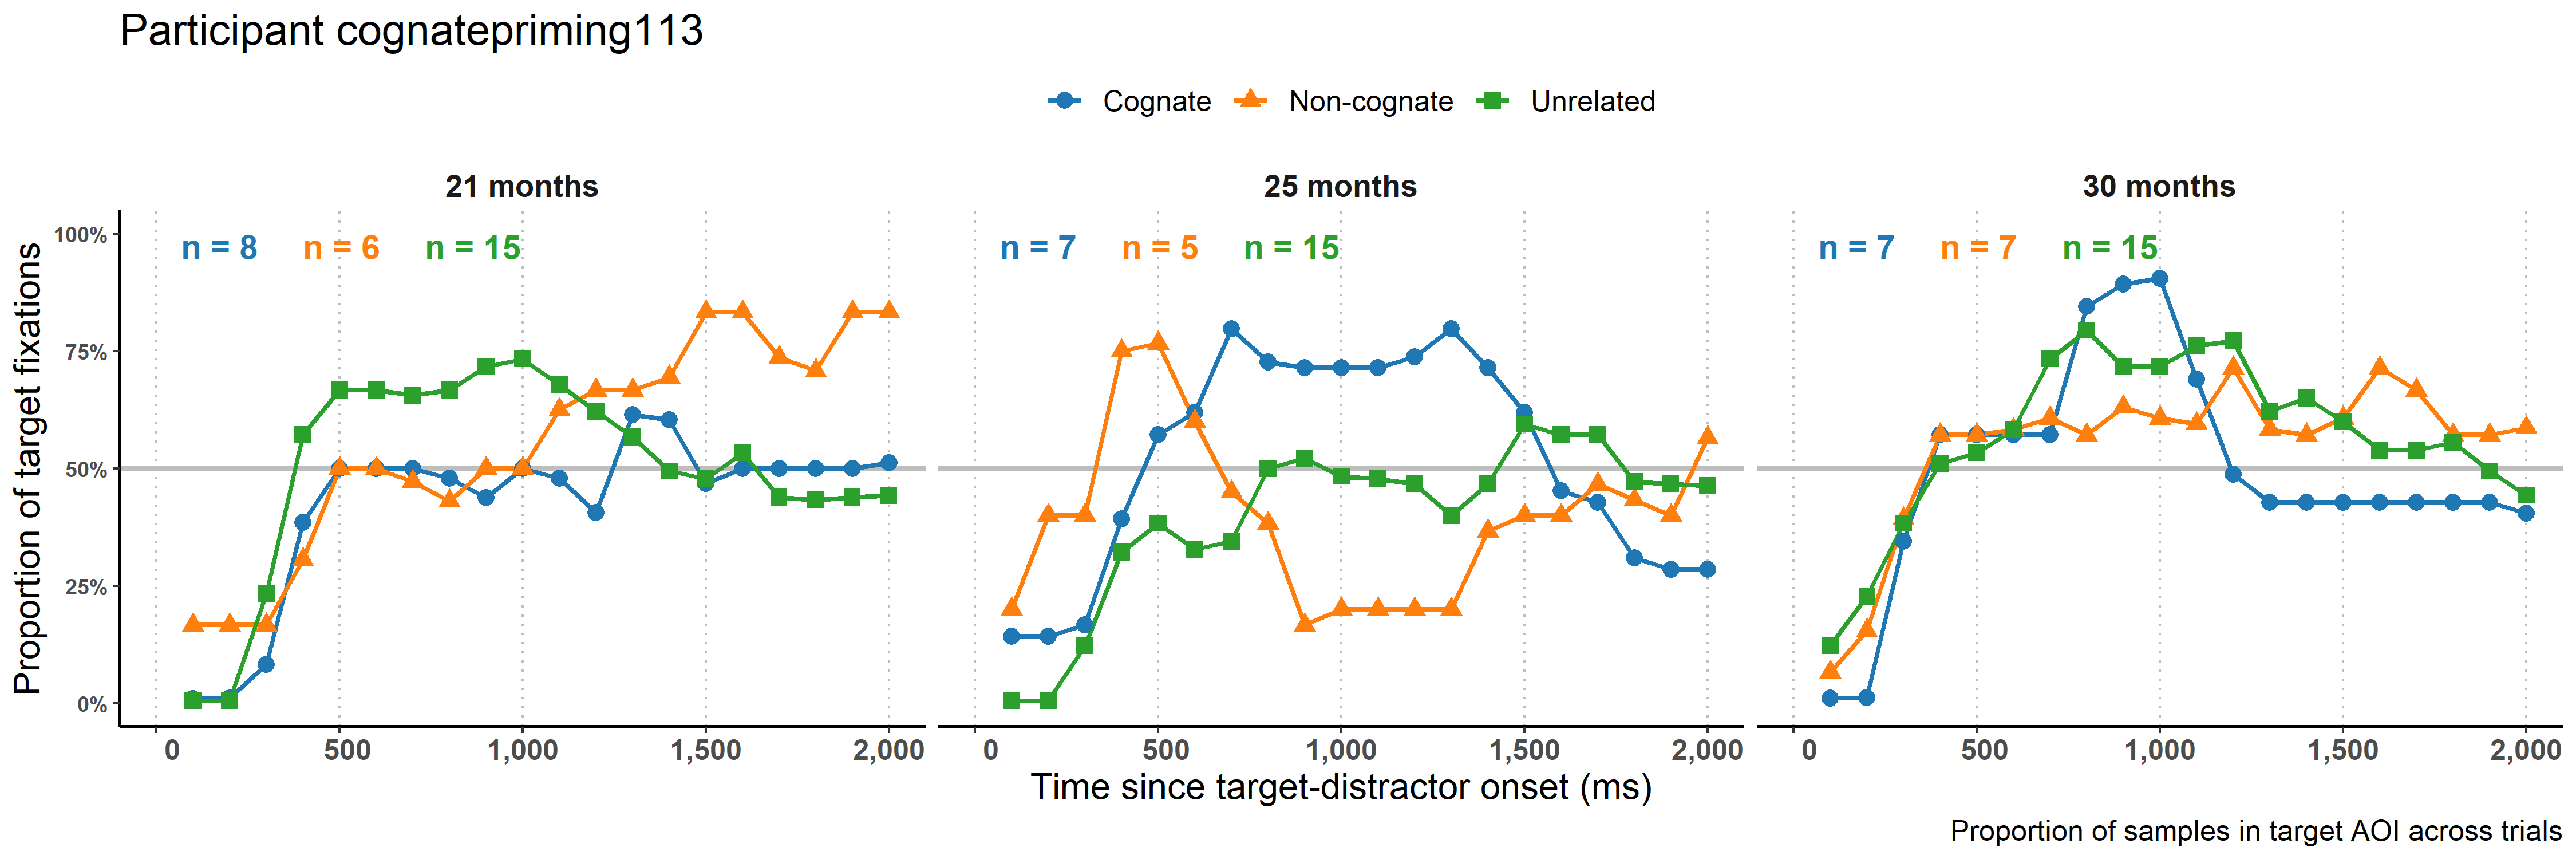 Participant cognatepriming113
Cognate Non-cognate Unrelated
21 months 25 months 30 months
n = 8 n = 6 n = 15 n = 7 n = 5 n = 15 n = 7 n = 7 n = 15
Proportion of target fixations
100%
75%
50%
25%
0%
0 500 1,000 1,500 2,000 0 500 1,000 1,500 2,000 0 500 1,000 1,500 2,000
Time since target-distractor onset (ms)
Proportion of samples in target AOI across trials